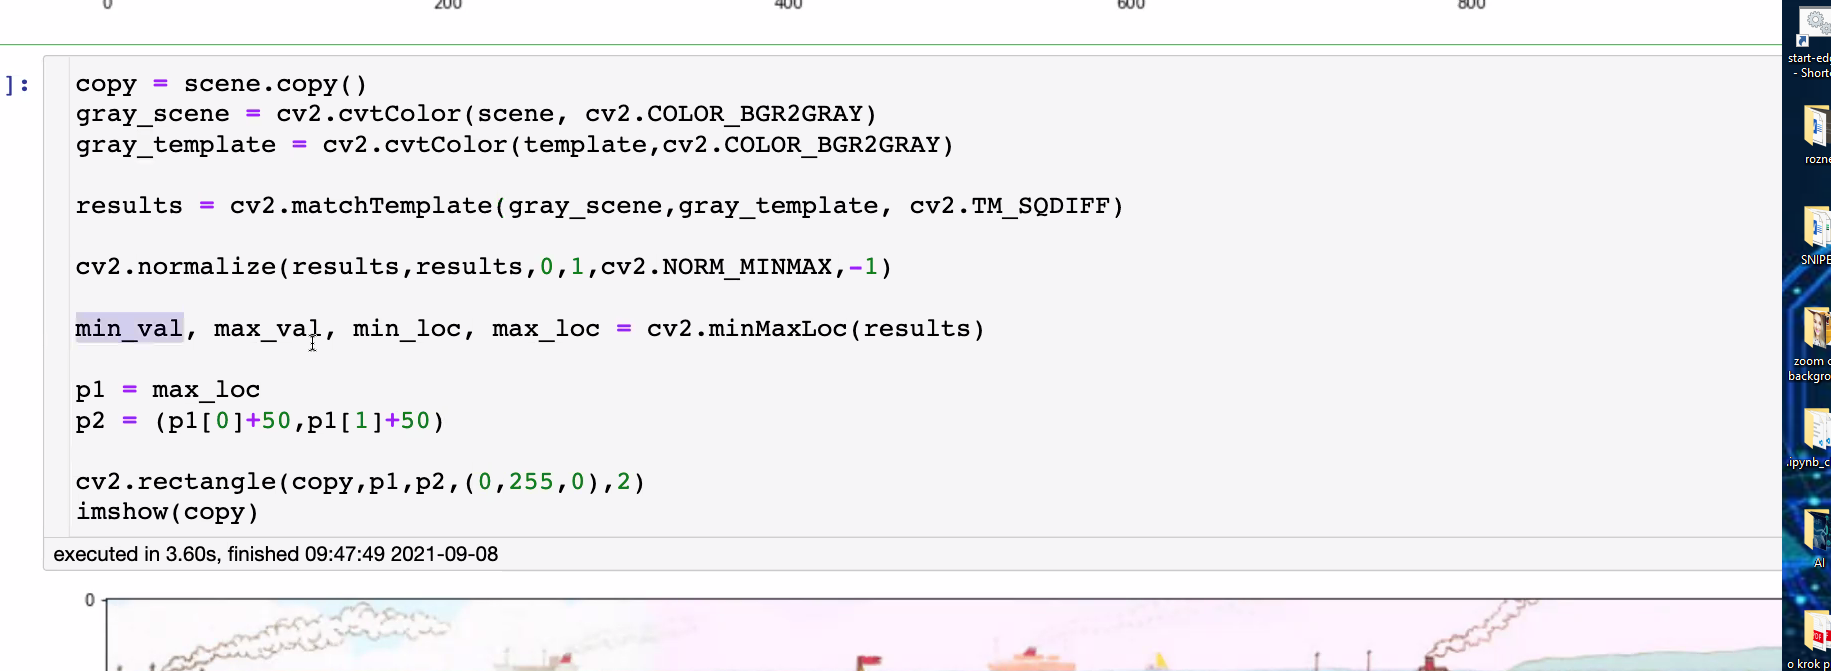 0 200 400 600 800
]:
copy = scene.copy()
gray_scene = cv2.cvtColor(scene, cv2.COLOR_BGR2GRAY)
gray_template = cv2.cvtColor(template,cv2.COLOR_BGR2GRAY)
results = cv2.matchTemplate(gray_scene,gray_template, cv2.TM_SQDIFF)
cv2.normalize(results,results,0,1,cv2.NORM_MINMAX,-1)
min_val, max_val, min_loc, max_loc = cv2.minMaxLoc(results)
p1 = max_loc
p2 = (p1[0]+50,p1[1]+50)
cv2.rectangle(copy,p1,p2,(0,255,0),2)
imshow(copy)
executed in 3.60s, finished 09:47:49 2021-09-08
0
start-ed
- Short
rozne
SNIPE
zoom
backgro
.ipynb_c
AI
o krok p